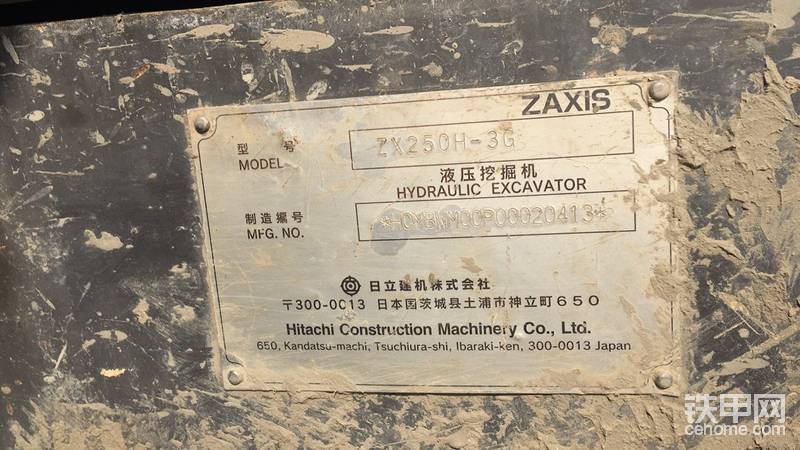 ZAXIS
型 号 ZX250H-3G
MODEL
液压挖掘机
HYDRAULIC EXCAVATOR
制造编号
MFG. NO.
日立建机株式会社
〒300-0013 日本国茨城县土浦市神立町650
Hitachi Construction Machinery Co., Ltd.
650, Kandatsu-machi, Tsuchiura-shi, Ibaraki-ken, 300-0013 Japan
铁甲网
cehome.com